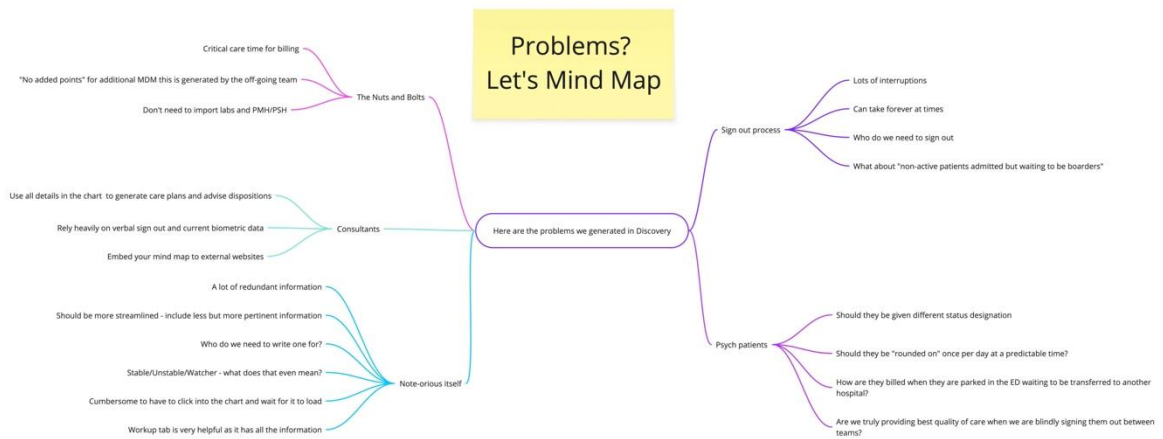 Problems?
Let's Mind Map
Critical care time for billing
"No added points" for additional MDM this is generated by the off-going team
Don't need to import labs and PMH/PSH
The Nuts and Bolts
Use all details in the chart to generate care plans and advise dispositions
Rely heavily on verbal sign out and current biometric data
Embed your mind map to external websites
Consultants
A lot of redundant information
Should be more streamlined - include less but more pertinent information
Who do we need to write one for?
Stable/Unstable/Watcher - what does that even mean?
Cumbersome to have to click into the chart and wait for it to load
Workup tab is very helpful as it has all the information
Note-orious itself
Here are the problems we generated in Discovery
Sign out process
Lots of interruptions
Can take forever at times
Who do we need to sign out
What about "non-active patients admitted but waiting to be boarders"
Psych patients
Should they be given different status designation
Should they be "rounded on" once per day at a predictable time?
How are they billed when they are parked in the ED waiting to be transferred to another
hospital?
Are we truly providing best quality of care when we are blindly signing them out between
teams?